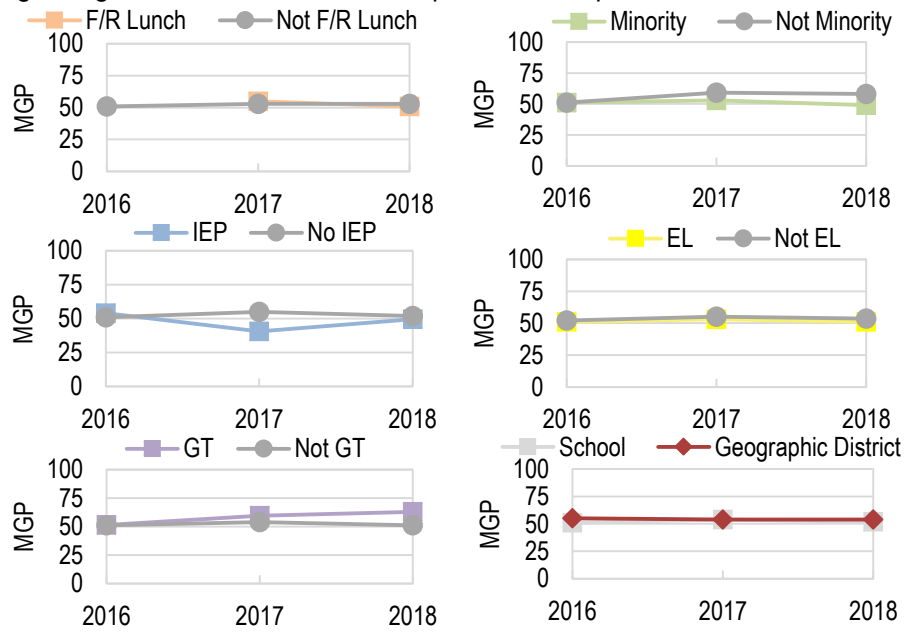 F/R Lunch Not F/R Lunch
100
75
50
25
0
MGP
2016 2017 2018
Minority Not Minority
100
75
50
25
0
MGP
2016 2017 2018
IEP No IEP
100
75
50
25
0
MGP
2016 2017 2018
EL Not EL
100
75
50
25
0
MGP
2016 2017 2018
GT Not GT
100
75
50
25
0
MGP
2016 2017 2018
School Geographic District
100
75
50
25
0
MGP
2016 2017 2018